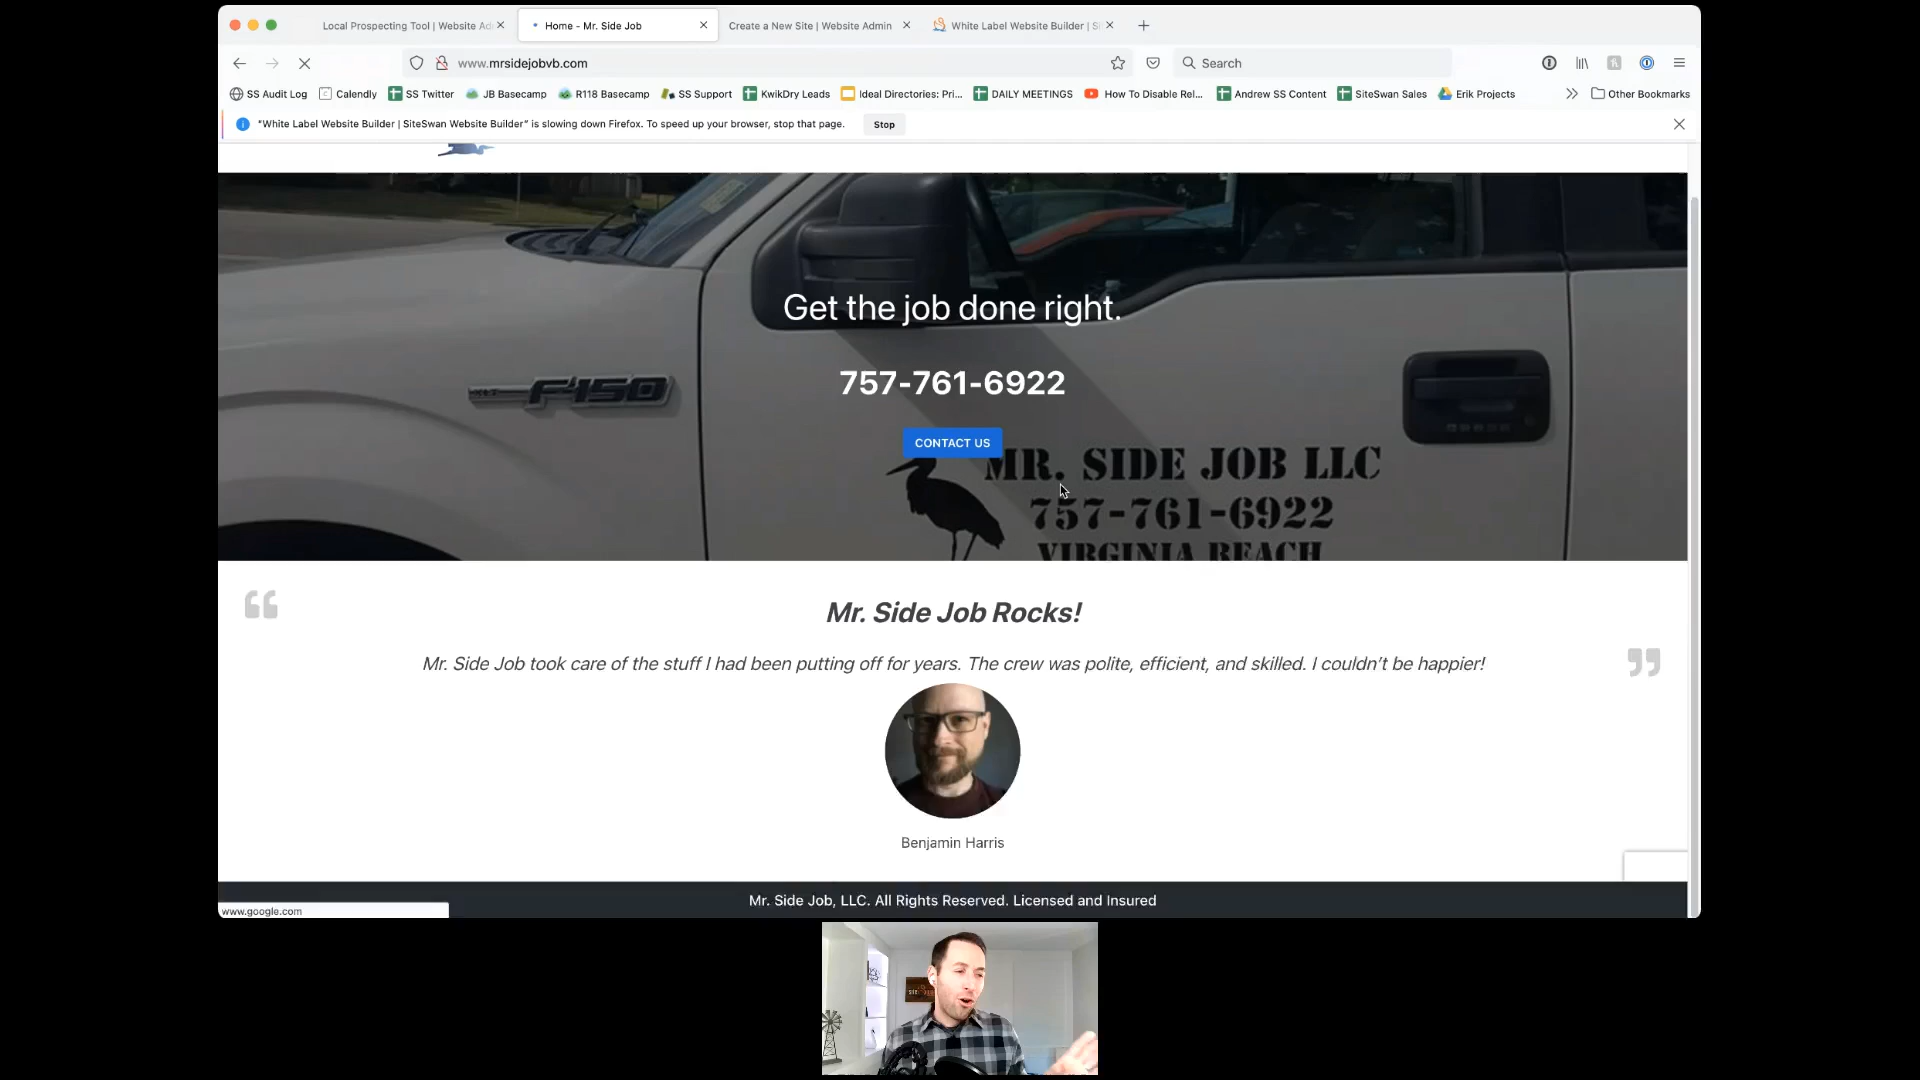 Local Prospecting Tool | Website Ad
Home - Mr. Side Job
Create a New Site | Website Admin
White Label Website Builder | S
www.mrsidejobvb.com
Search
SS Audit Log
Calendly
SS Twitter
JB Basecamp
R118 Basecamp
SS Support
KwikDry Leads
Ideal Directories: Pri...
DAILY MEETINGS
How To Disable Rel...
Andrew SS Content
SiteSwan Sales
Erik Projects
Other Bookmarks
"White Label Website Builder | SiteSwan Website Builder" is slowing down Firefox. To speed up your browser, stop that page.
Stop
Get the job done right.
F150
757-761-6922
CONTACT US
MR. SIDE JOB LLC
757-761-6922
VIRGINIA BEACH
Mr. Side Job Rocks!
Mr. Side Job took care of the stuff I had been putting off for years. The crew was polite, efficient, and skilled. I couldn't be happier!
Benjamin Harris
Mr. Side Job, LLC. All Rights Reserved. Licensed and Insured
www.google.com